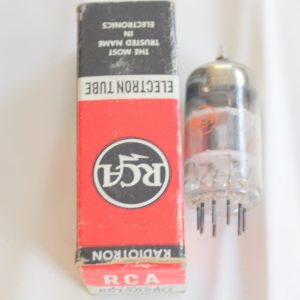 RADIOTRON
RCA
ELECTRON TUBE
THE MOST
TRUSTED NAME
IN
ELECTRONICS
RCA